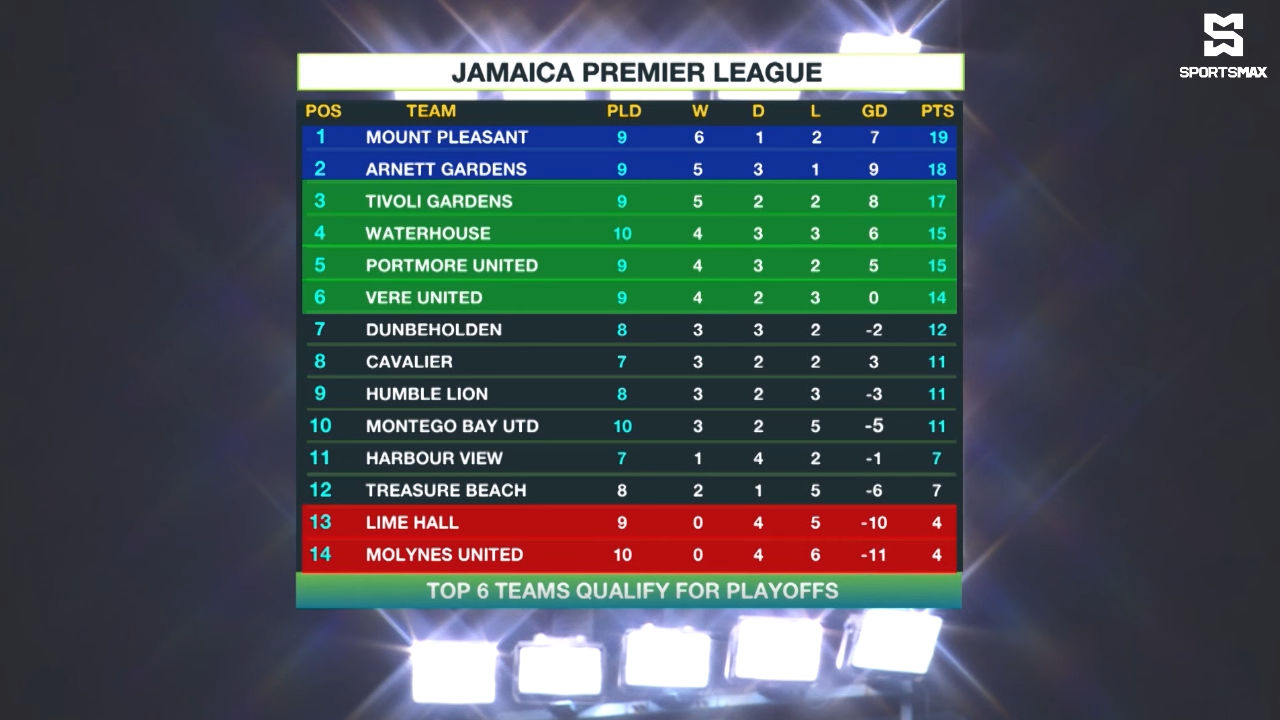 SPORTSMAX
JAMAICA PREMIER LEAGUE
POS TEAM PLD W D L GD PTS
1 MOUNT PLEASANT 9 6 1 2 7 19
2 ARNETT GARDENS 9 5 3 1 9 18
3 TIVOLI GARDENS 9 5 2 2 8 17
4 WATERHOUSE 10 4 3 3 6 15
5 PORTMORE UNITED 9 4 3 2 5 15
6 VERE UNITED 9 4 2 3 0 14
7 DUNBEHOLDEN 8 3 3 2 -2 12
8 CAVALIER 7 3 2 2 3 11
9 HUMBLE LION 8 3 2 3 -3 11
10 MONTEGO BAY UTD 10 3 2 5 -5 11
11 HARBOUR VIEW 7 1 4 2 -1 7
12 TREASURE BEACH 8 2 1 5 -6 7
13 LIME HALL 9 0 4 5 -10 4
14 MOLYNES UNITED 10 0 4 6 -11 4
TOP 6 TEAMS QUALIFY FOR PLAYOFFS